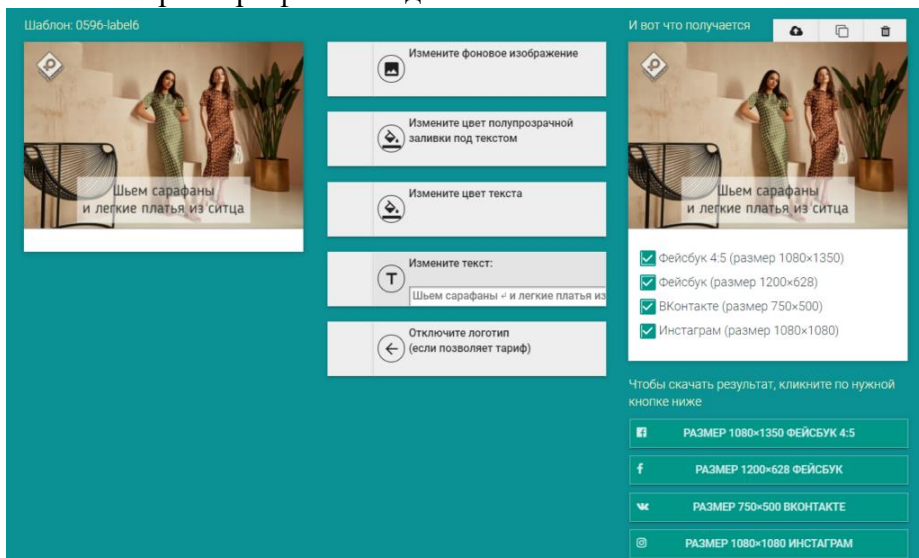 Шаблон: 0596-label6
Шьем сарафаны
и легкие платья из ситца
Измените фоновое изображение
Измените цвет полупрозрачной
заливки под текстом
Измените цвет текста
Измените текст:
Шьем сарафаны ⏎ и легкие платья из
Отключите логотип
(если позволяет тариф)
И вот что получается
Шьем сарафаны
и легкие платья из ситца
Фейсбук 4:5 (размер 1080×1350)
Фейсбук (размер 1200×628)
ВКонтакте (размер 750×500)
Инстаграм (размер 1080×1080)
Чтобы скачать результат, кликните по нужной
кнопке ниже
РАЗМЕР 1080×1350 ФЕЙСБУК 4:5
РАЗМЕР 1200×628 ФЕЙСБУК
РАЗМЕР 750×500 ВКОНТАКТЕ
РАЗМЕР 1080×1080 ИНСТАГРАМ